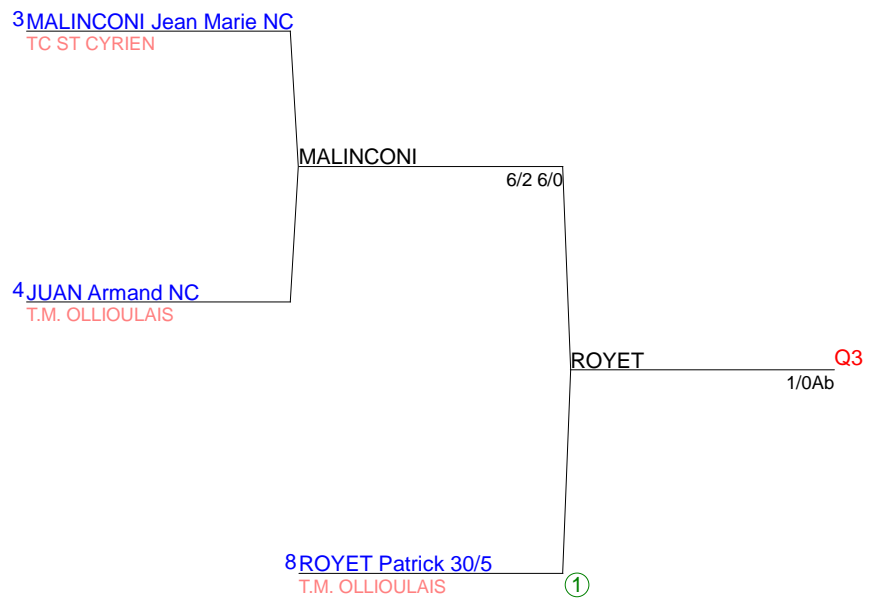 3 MALINCONI Jean Marie NC
TC ST CYRIEN
MALINCONI
6/2 6/0
4 JUAN Armand NC
T.M. OLLIOULAIS
ROYET
Q3
1/0Ab
8 ROYET Patrick 30/5
T.M. OLLIOULAIS
1